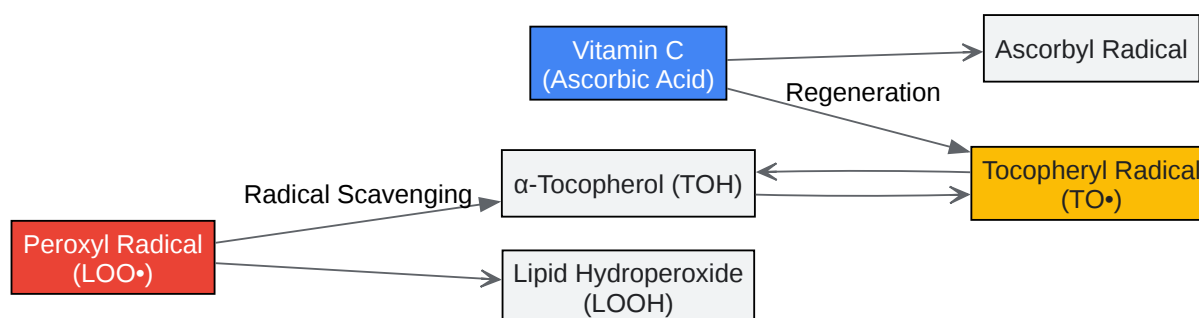 Vitamin C
(Ascorbic Acid)
Ascorbyl Radical
Regeneration
α-Tocopherol (TOH)
Tocopheryl Radical
(TO•)
Radical Scavenging
Peroxyl Radical
(LOO•)
Lipid Hydroperoxide
(LOOH)